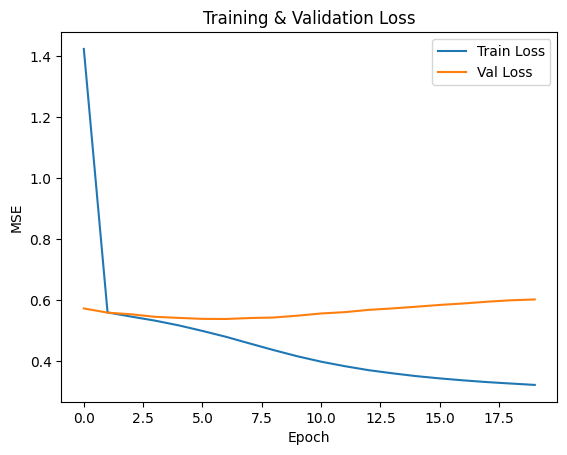 Training & Validation Loss
Train Loss
Val Loss
MSE
1.4
1.2
1.0
0.8
0.6
0.4
0.0 2.5 5.0 7.5 10.0 12.5 15.0 17.5
Epoch